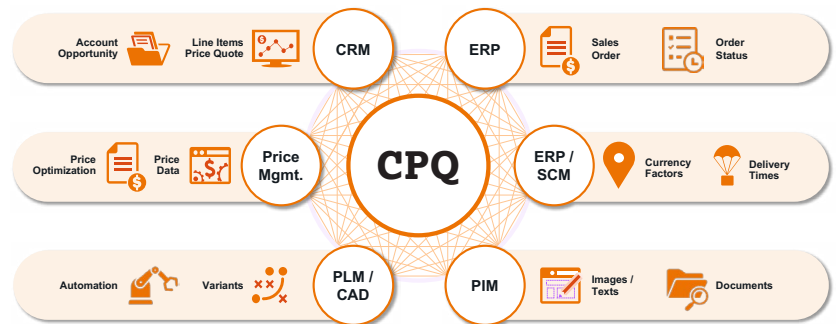 Account
Opportunity
Line Items
Price Quote
CRM
ERP
Sales
Order
Order
Status
Price
Optimization
Price
Data
Price
Mgmt.
CPQ
ERP /
SCM
Currency
Factors
Delivery
Times
Automation
Variants
PLM /
CAD
PIM
Images /
Texts
Documents